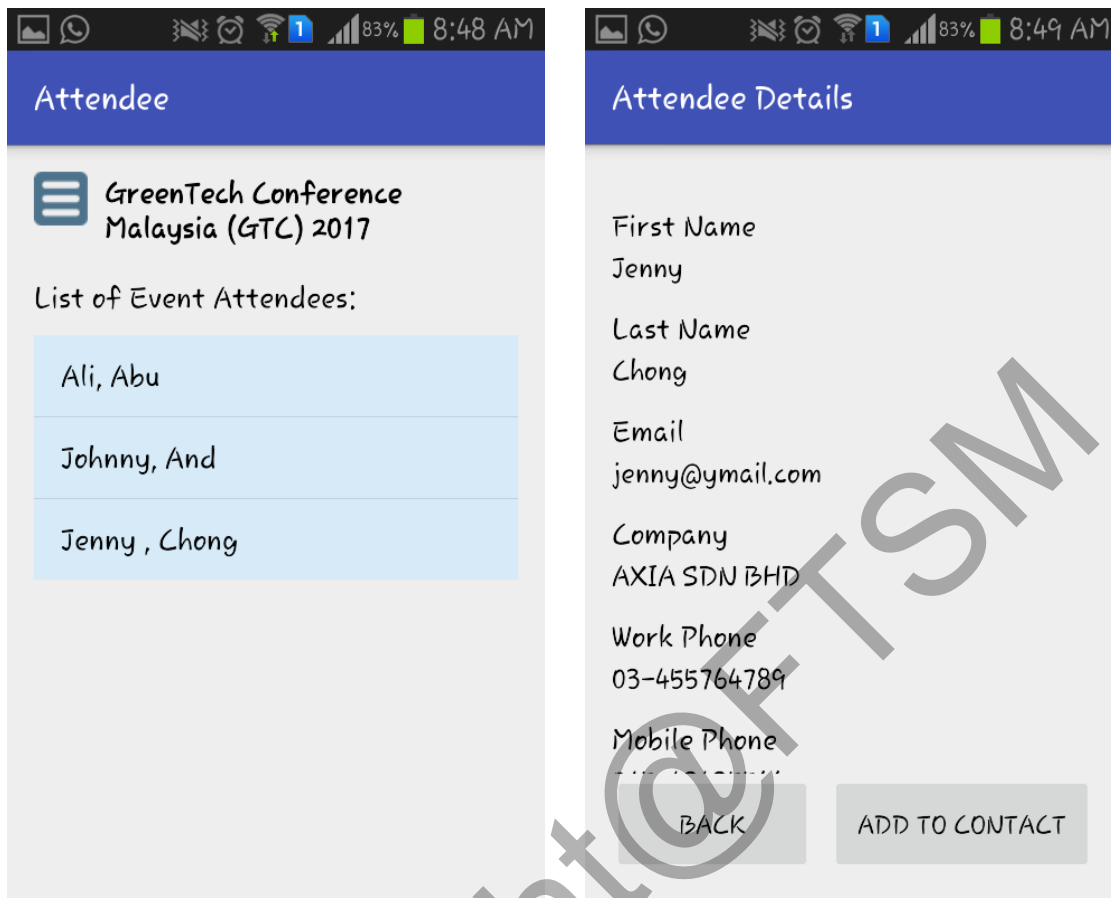 83% 8:48 AM
Attendee
GreenTech Conference
Malaysia (GTC) 2017
List of Event Attendees:
Ali, Abu
Johnny, And
Jenny , Chong
1 83% 8:49 AM
Attendee Details
First Name
Jenny
Last Name
Chong
Email
jenny@ymail.com
Company
AXIA SDN BHD
Work Phone
03-455764789
Mobile Phone
BACK
ADD TO CONTACT
@FTSM